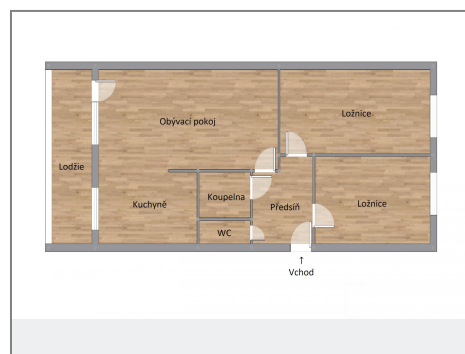 Ložnice
Obývací pokoj
Lodžie
Koupelna
Kuchyně
Předsíň
Ložnice
WC
↑
Vchod